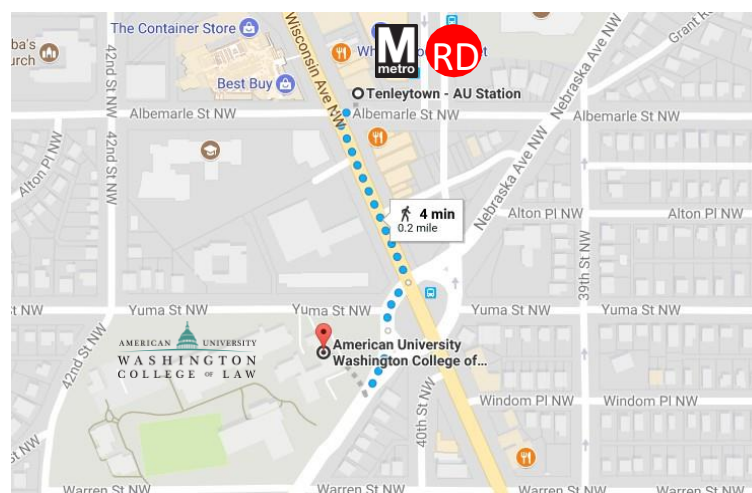 The Container Store
M
metro
RD
Best Buy
Wisconsin Ave NW
Tenleytown - AU Station
Albemarle St NW
Albemarle St NW
Albemarle St NW
Grant Rd
Nebraska Ave NW
42nd St NW
42nd St NW
Alton Pl NW
Nebraska Ave NW
4 min
0.2 mile
Alton Pl NW
Alton Pl NW
39th St NW
Yuma St NW
Yuma St NW
Yuma St NW
Yuma St NW
AMERICAN UNIVERSITY
WASHINGTON
COLLEGE OF LAW
American University
Washington College of...
42nd St NW
40th St NW
Windom Pl NW
Windom Pl NW
Warren St NW
Warren St NW
Warren St NW